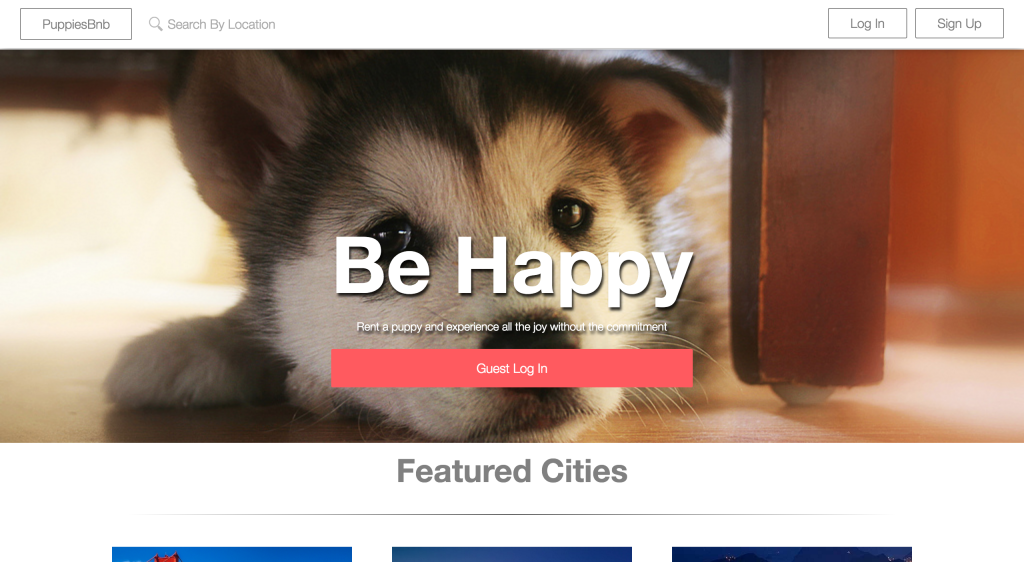 PuppiesBnb
Search By Location
Log In
Sign Up
Be Happy
Rent a puppy and experience all the joy without the commitment
Guest Log In
Featured Cities